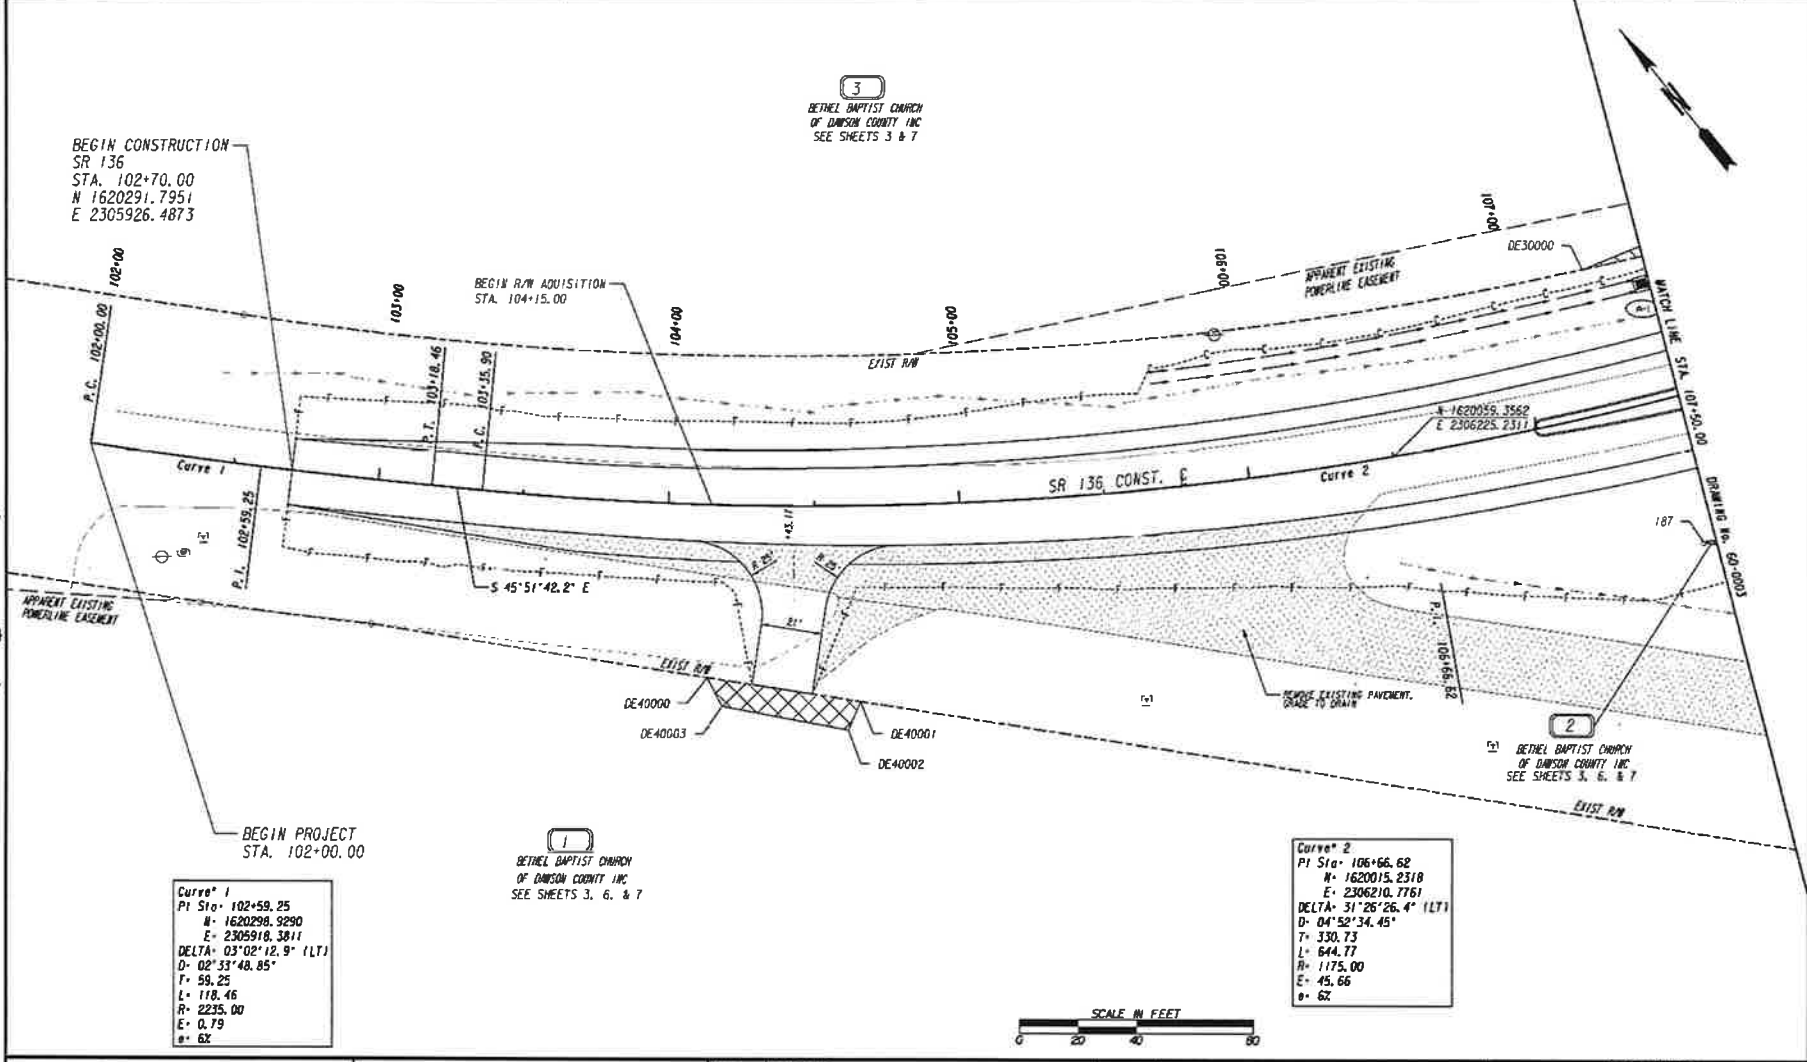 3
BETHEL BAPTIST CHURCH
OF DAWSON COUNTY INC
SEE SHEETS 3 & 7
N
BEGIN CONSTRUCTION
SR 136
STA. 102+70.00
N 1620291.7951
E 2305926.4873
102+00
103+00
104+00
105+00
106+00
107+00
BEGIN R/W AQUISITION
STA. 104+15.00
APPARENT EXISTING
POWERLINE EASEMENT
DE30000
MATCH LINE STA. 107+50.00 DRAWING No. 60-0003
P.C. 102+00.00
P.T. 103+18.46
P.C. 103+35.90
EXIST R/W
N 1620059.3562
E 2306225.2311
Curve 1
SR 136 CONST. ℄
Curve 2
P.I. 102+59.25
+43.11
R 25'
R 25'
21'
S 45°51'42.2" E
187
APPARENT EXISTING
POWERLINE EASEMENT
EXIST R/W
P.I. 106+66.62
REMOVE EXISTING PAVEMENT.
GRADE TO DRAIN
DE40000
DE40003
DE40001
DE40002
2
BETHEL BAPTIST CHURCH
OF DAWSON COUNTY INC
SEE SHEETS 3, 6, & 7
EXIST R/W
BEGIN PROJECT
STA. 102+00.00
1
BETHEL BAPTIST CHURCH
OF DAWSON COUNTY INC
SEE SHEETS 3, 6, & 7
Curve# 1
PI Sta= 102+59.25
N= 1620298.9290
E= 2305918.3811
DELTA= 03°02'12.9" (LT)
D= 02°33'48.85"
T= 59.25
L= 118.46
R= 2235.00
E= 0.79
e= 6%
Curve# 2
PI Sta= 106+66.62
N= 1620015.2318
E= 2306210.7761
DELTA= 31°26'26.4" (LT)
D= 04°52'34.45"
T= 330.73
L= 644.77
R= 1175.00
E= 45.66
e= 6%
SCALE IN FEET
0 20 40 80